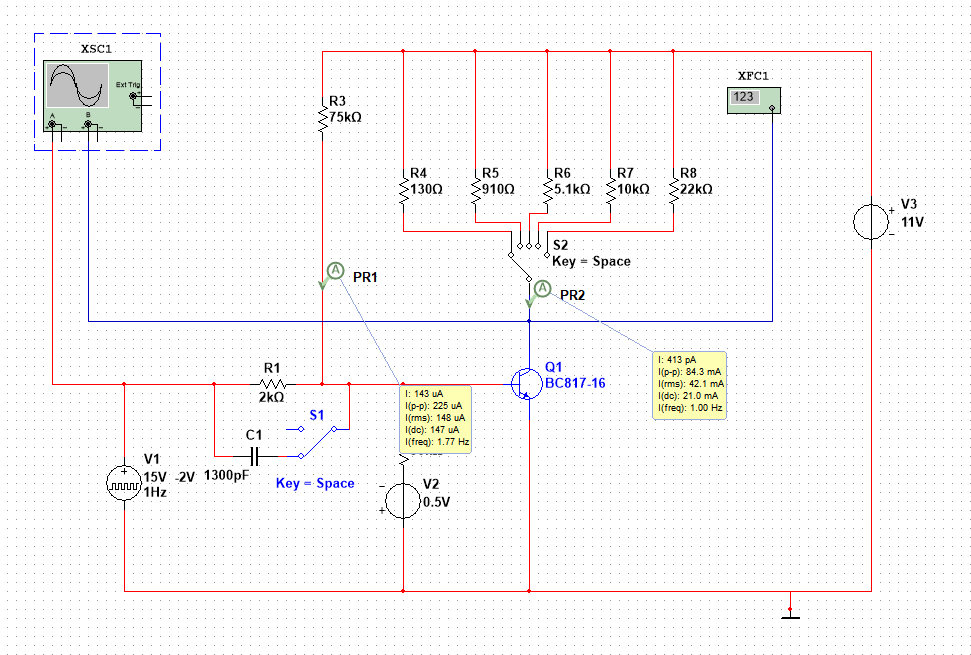 XSC1
Ext Trig
+
-
A
B
+ - + -
XFC1
123
R3
75kΩ
R4
130Ω
R5
910Ω
R6
5.1kΩ
R7
10kΩ
R8
22kΩ
V3
11V
+
-
S2
Key = Space
PR1
A
PR2
A
I: 413 pA
I(p-p): 84.3 mA
I(rms): 42.1 mA
I(dc): 21.0 mA
I(freq): 1.00 Hz
Q1
BC817-16
R1
2kΩ
I: 143 uA
I(p-p): 225 uA
I(rms): 148 uA
I(dc): 147 uA
I(freq): 1.77 Hz
S1
C1
1300pF
Key = Space
V1
15V -2V
1Hz
+
V2
0.5V
-
+